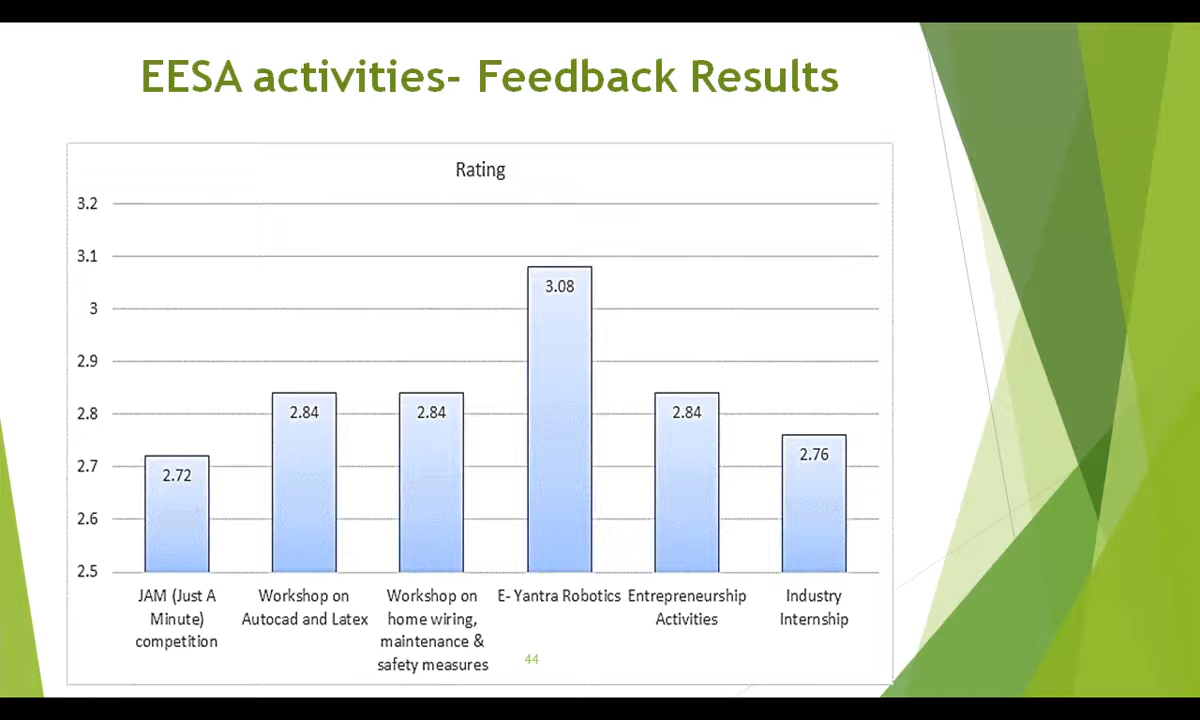 EESA activities- Feedback Results
Rating
3.2
3.1
3
2.9
2.8
2.7
2.6
2.5
2.72
2.84
2.84
3.08
2.84
2.76
JAM (Just A
Minute)
competition
Workshop on
Autocad and Latex
Workshop on
home wiring,
maintenance &
safety measures
E- Yantra Robotics
Entrepreneurship
Activities
Industry
Internship
44